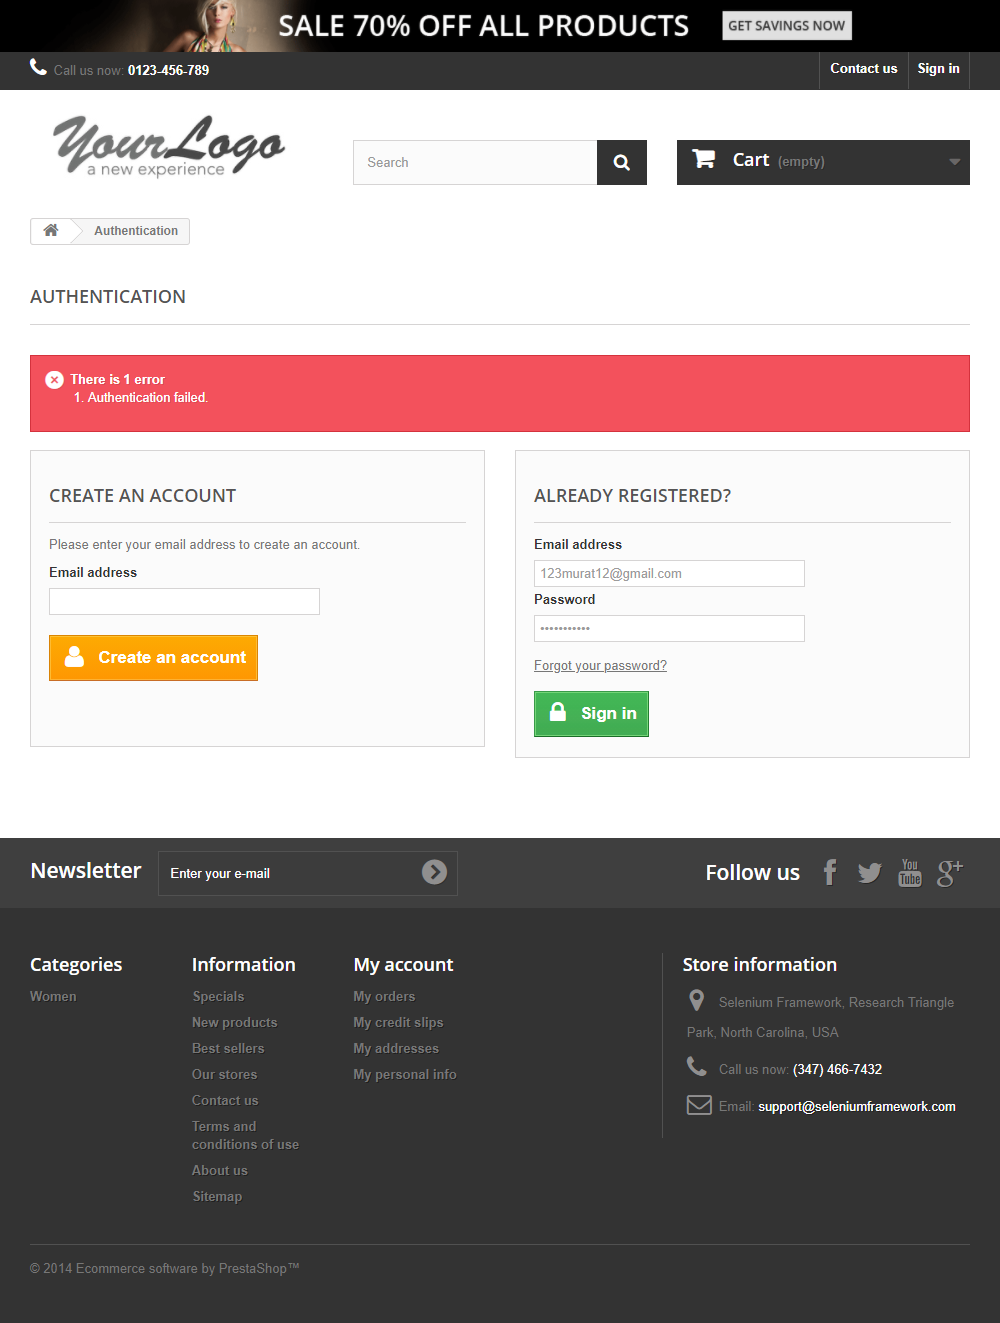 SALE 70% OFF ALL PRODUCTS GET SAVINGS NOW
Call us now: 0123-456-789 Contact us Sign in
YourLogo
a new experience
Search
Cart (empty)
Authentication
AUTHENTICATION
There is 1 error
1. Authentication failed.
CREATE AN ACCOUNT
Please enter your email address to create an account.
Email address
Create an account
ALREADY REGISTERED?
Email address
123murat12@gmail.com
Password
•••••••••••
Forgot your password?
Sign in
Newsletter
Enter your e-mail
Follow us
You
Tube
g+
Categories
Women
Information
Specials
New products
Best sellers
Our stores
Contact us
Terms and
conditions of use
About us
Sitemap
My account
My orders
My credit slips
My addresses
My personal info
Store information
Selenium Framework, Research Triangle
Park, North Carolina, USA
Call us now: (347) 466-7432
Email: support@seleniumframework.com
© 2014 Ecommerce software by PrestaShop™